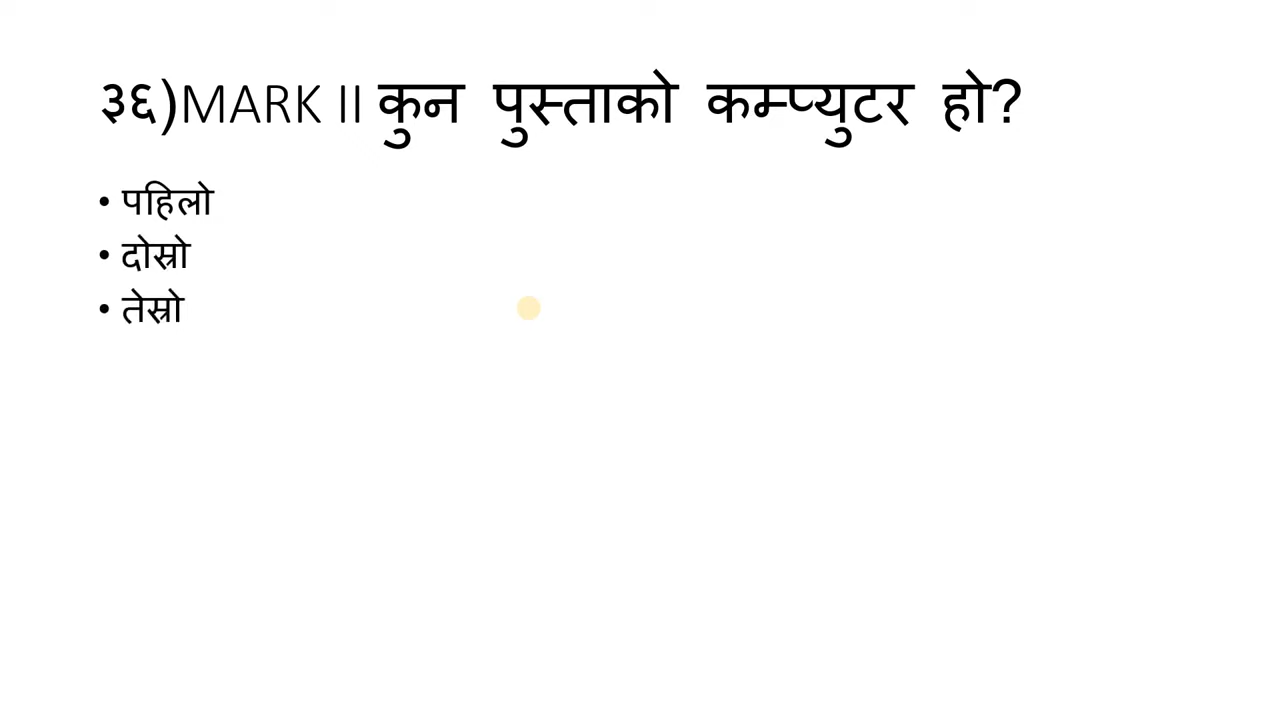 ३६)MARK II कुन पुस्ताको कम्प्युटर हो?
• पहिलो
• दोस्रो
• तेस्रो